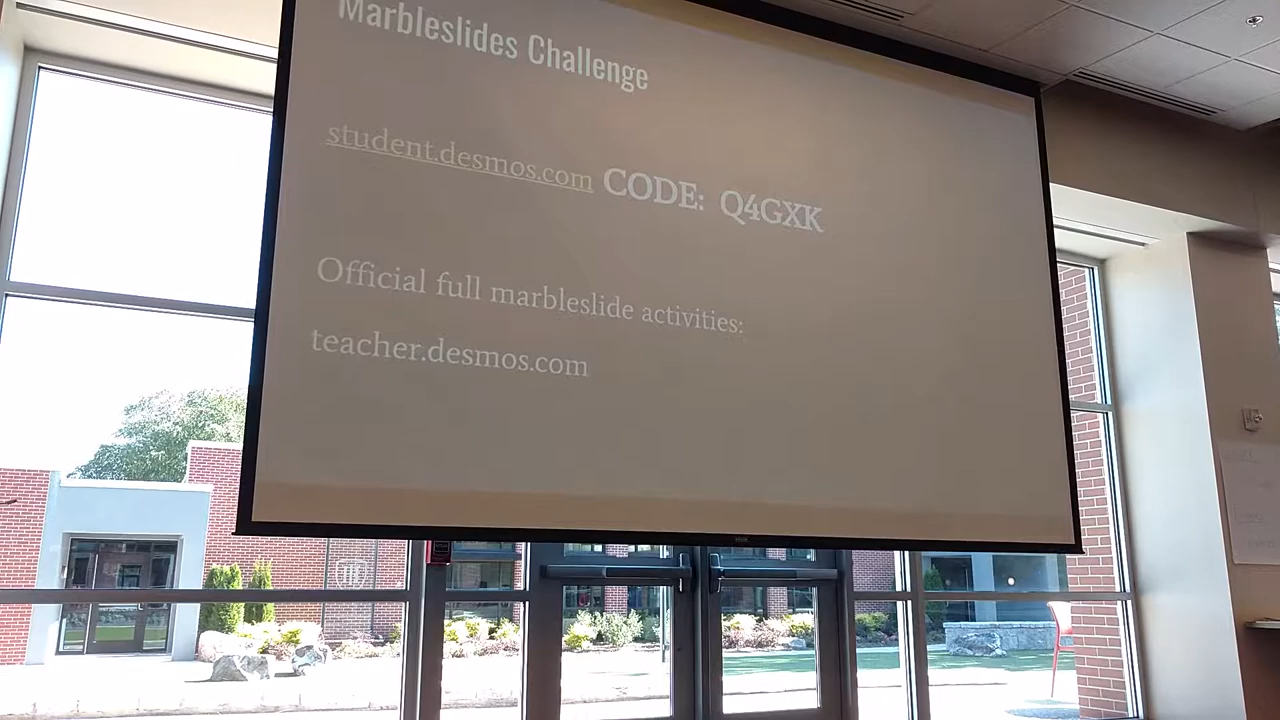 Marbleslides Challenge
student.desmos.com CODE: Q4GXK
Official full marbleslide activities:
teacher.desmos.com